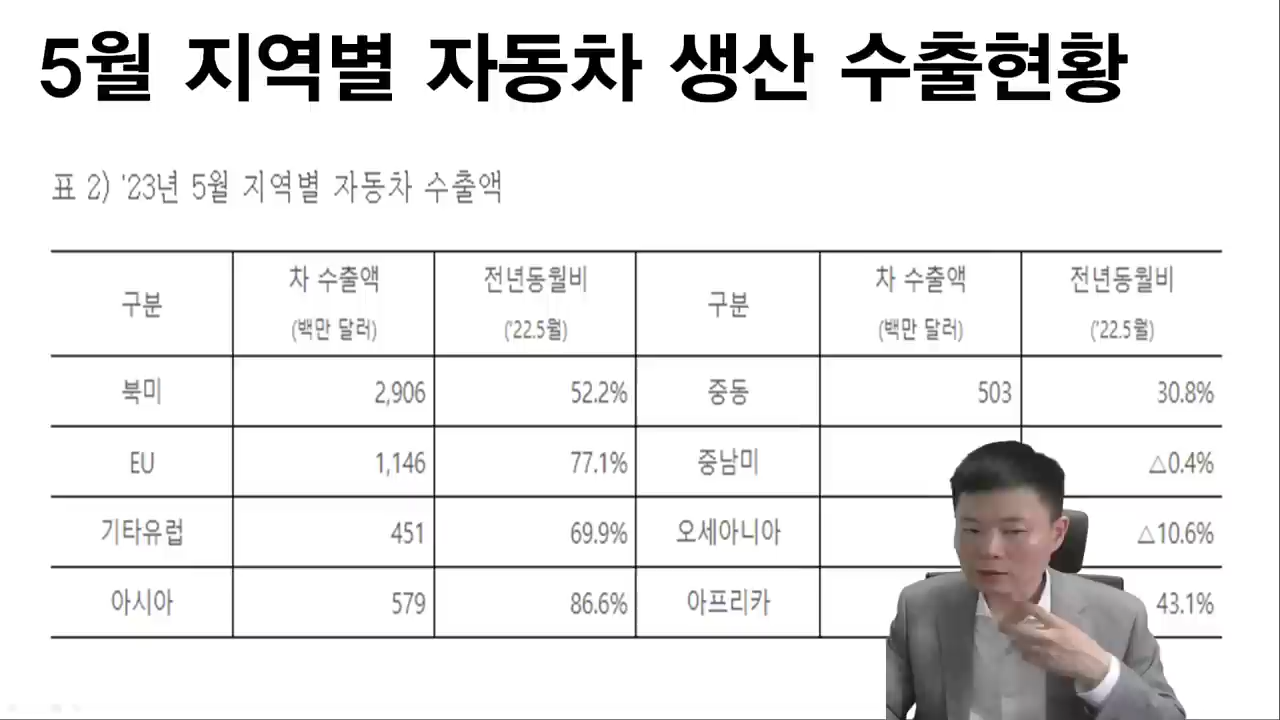 5월 지역별 자동차 생산 수출현황
표 2) '23년 5월 지역별 자동차 수출액
구분 차 수출액 (백만 달러) 전년동월비 ('22.5월) 구분 차 수출액 (백만 달러) 전년동월비 ('22.5월)
북미 2,906 52.2% 중동 503 30.8%
EU 1,146 77.1% 중남미 △0.4%
기타유럽 451 69.9% 오세아니아 △10.6%
아시아 579 86.6% 아프리카 43.1%